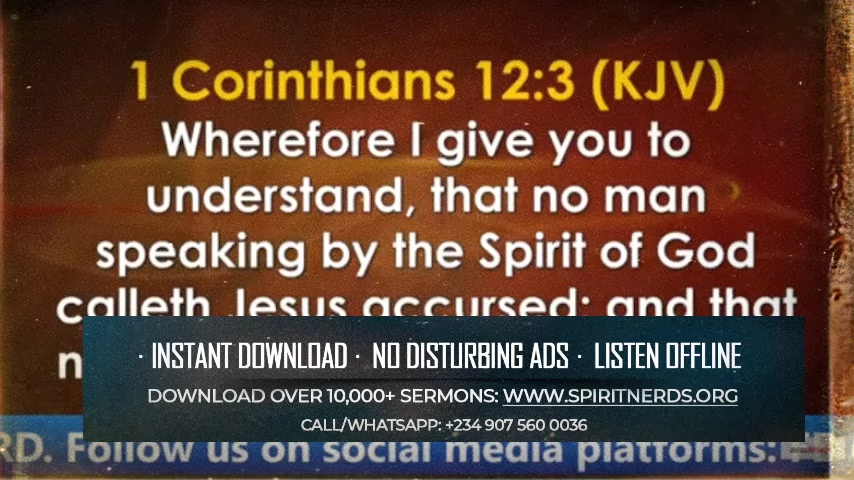 1 Corinthians 12:3 (KJV)
Wherefore I give you to
understand, that no man
speaking by the Spirit of God
calleth Jesus accursed: and that
n
· INSTANT DOWNLOAD · NO DISTURBING ADS · LISTEN OFFLINE
DOWNLOAD OVER 10,000+ SERMONS: WWW.SPIRITNERDS.ORG
CALL/WHATSAPP: +234 907 560 0036
RD. Follow us on social media platforms: